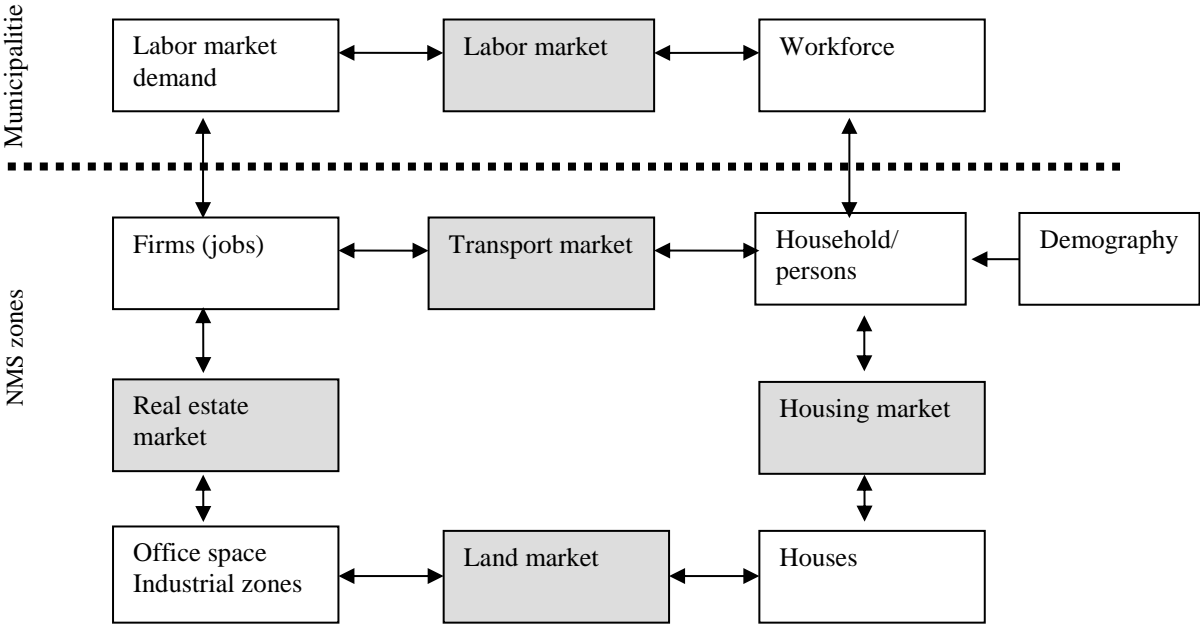 Municipalitie
Labor market
demand
Labor market
Workforce
NMS zones
Firms (jobs)
Transport market
Household/
persons
Demography
Real estate
market
Housing market
Office space
Industrial zones
Land market
Houses